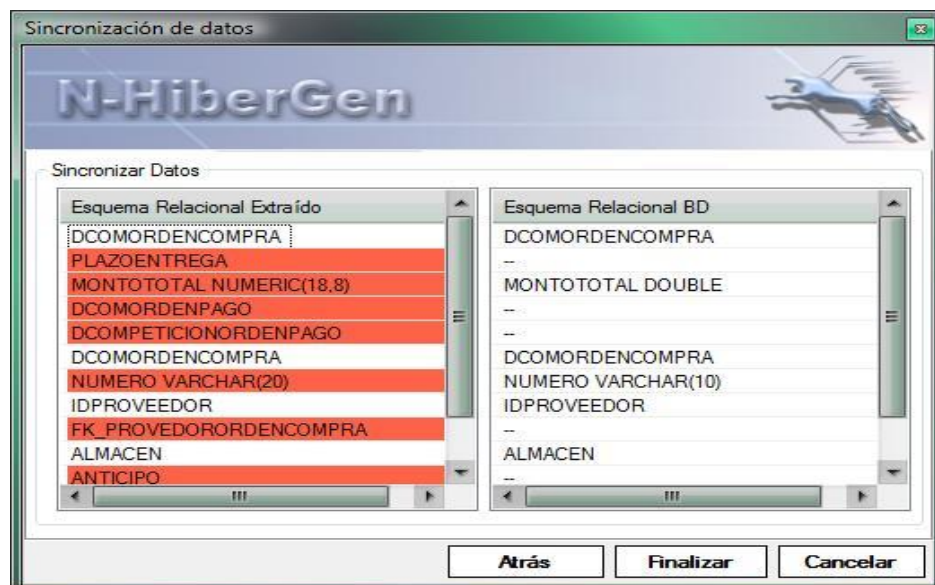 Sincronización de datos
N-HiberGen
Sincronizar Datos
Esquema Relacional Extraído
DCOMORDENCOMPRA
PLAZOENTREGA
MONTOTOTAL NUMERIC(18,8)
DCOMORDENPAGO
DCOMPETICIONORDENPAGO
DCOMORDENCOMPRA
NUMERO VARCHAR(20)
IDPROVEEDOR
FK_PROVEDORORDENCOMPRA
ALMACEN
ANTICIPO
Esquema Relacional BD
DCOMORDENCOMPRA
--
MONTOTOTAL DOUBLE
--
--
DCOMORDENCOMPRA
NUMERO VARCHAR(10)
IDPROVEEDOR
--
ALMACEN
--
Atrás
Finalizar
Cancelar